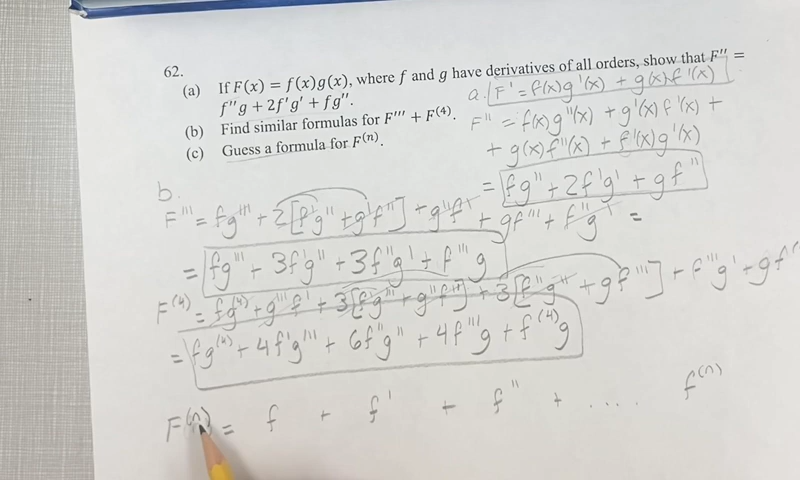 62.
(a) If F(x) = f(x)g(x), where f and g have derivatives of all orders, show that F″ =
f″g + 2f′g′ + fg″.
(b) Find similar formulas for F‴ + F⁽⁴⁾.
(c) Guess a formula for F⁽ⁿ⁾.
a. F' = f(x)g'(x) + g(x)f'(x)
F" = f(x)g"(x) + g'(x)f'(x) +
+ g(x)f"(x) + f'(x)g'(x)
= fg" + 2f'g' + gf"
b.
F''' = fg''' + 2[f'g" + g'f"] + g"f' + gf''' + f"g' =
= fg''' + 3f'g" + 3f"g' + f'''g
F⁽⁴⁾ = fg⁽⁴⁾ + g'''f' + 3[f'g''' + g"f"] + 3[f"g" + g'f'''] + f'''g' + gf
= fg⁽⁴⁾ + 4f'g''' + 6f"g" + 4f'''g + f⁽⁴⁾g
F⁽ⁿ⁾ = f + f' + f" + .... f⁽ⁿ⁾